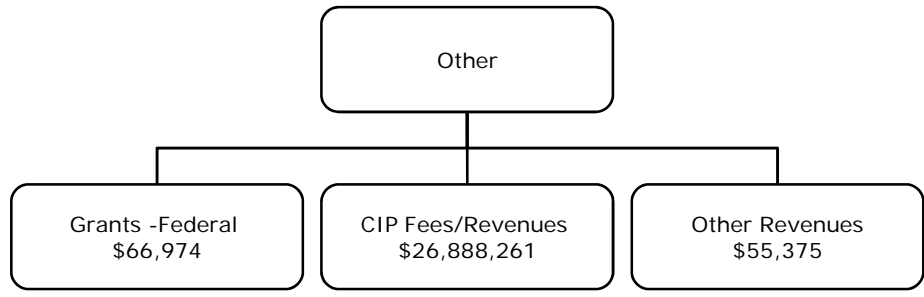 Other
Grants -Federal
$66,974
CIP Fees/Revenues
$26,888,261
Other Revenues
$55,375